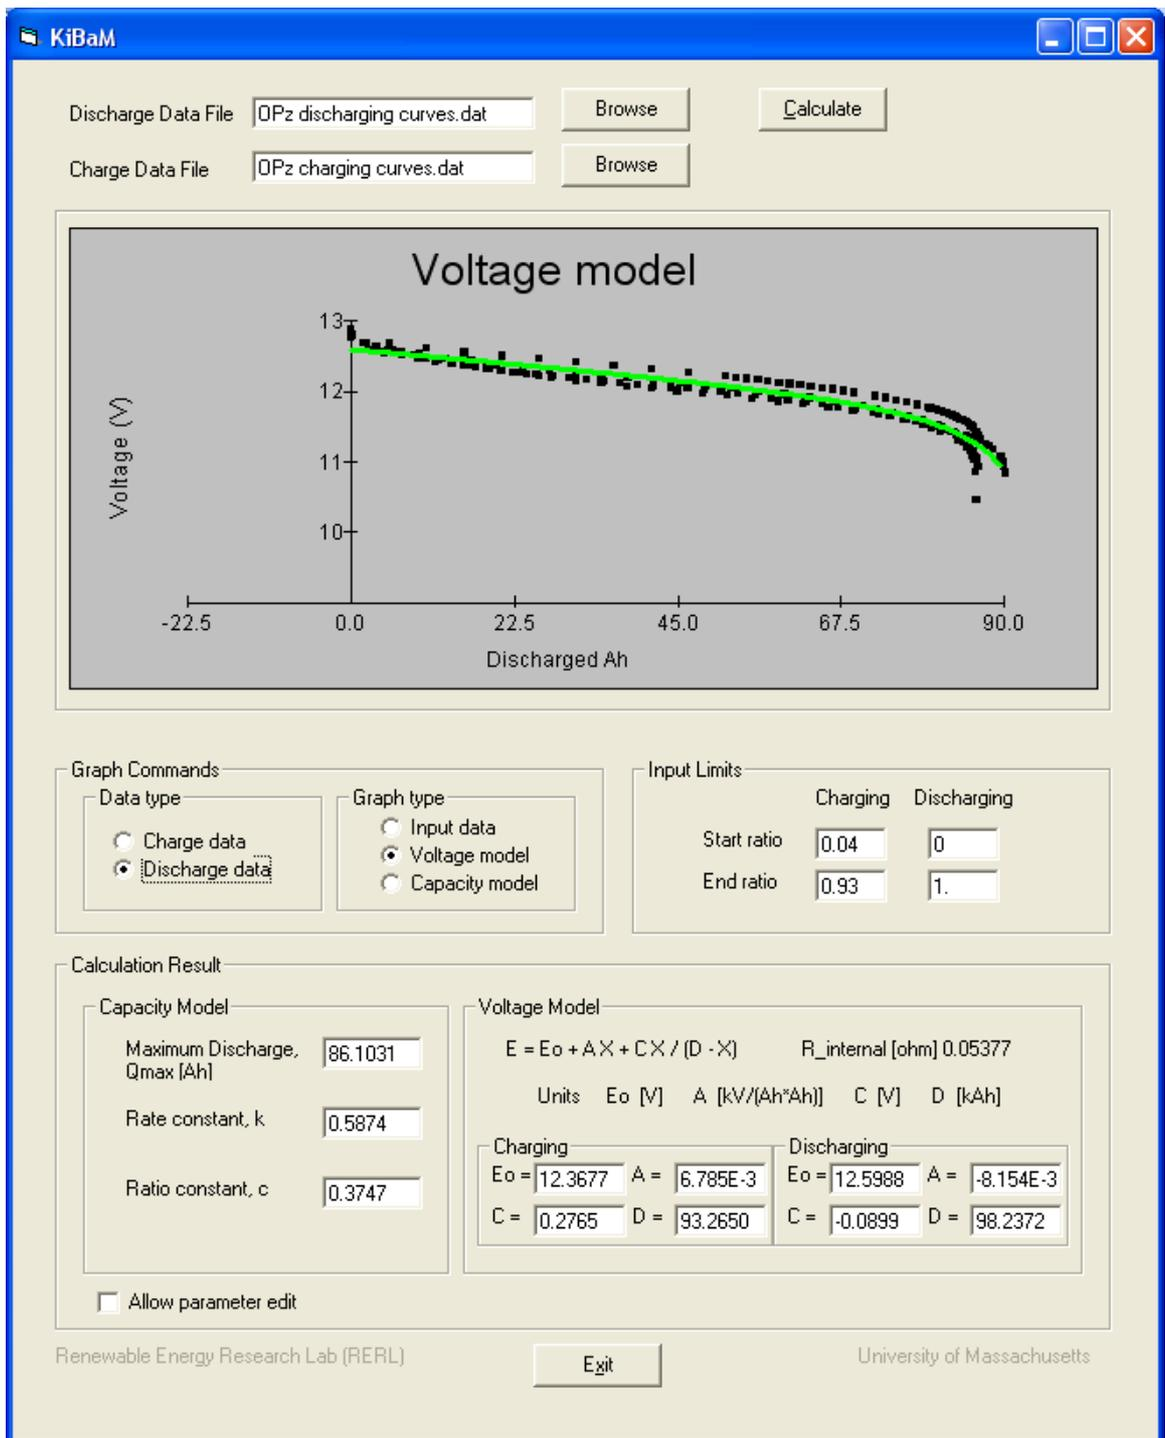 KiBaM
Discharge Data File OPz discharging curves.dat Browse Calculate
Charge Data File OPz charging curves.dat Browse
Voltage model
13
12
11
10
Voltage (V)
-22.5 0.0 22.5 45.0 67.5 90.0
Discharged Ah
Graph Commands
Data type
Charge data
Discharge data
Graph type
Input data
Voltage model
Capacity model
Input Limits
Charging Discharging
Start ratio 0.04 0
End ratio 0.93 1.
Calculation Result
Capacity Model
Maximum Discharge, 86.1031
Qmax [Ah]
Rate constant, k 0.5874
Ratio constant, c 0.3747
Voltage Model
E = Eo + A X + C X / (D - X) R_internal [ohm] 0.05377
Units Eo [V] A [kV/(Ah*Ah)] C [V] D [kAh]
Charging
Eo = 12.3677 A = 6.785E-3
C = 0.2765 D = 93.2650
Discharging
Eo = 12.5988 A = -8.154E-3
C = -0.0899 D = 98.2372
Allow parameter edit
Renewable Energy Research Lab (RERL) Exit University of Massachusetts